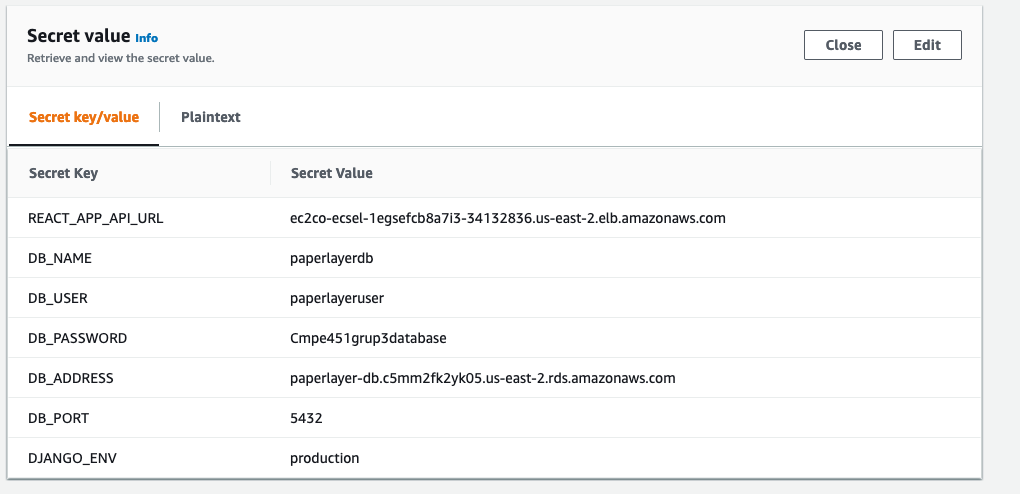 Secret value Info
Retrieve and view the secret value.
Close Edit
Secret key/value Plaintext
Secret Key Secret Value
REACT_APP_API_URL ec2co-ecsel-1egsefcb8a7i3-34132836.us-east-2.elb.amazonaws.com
DB_NAME paperlayerdb
DB_USER paperlayeruser
DB_PASSWORD Cmpe451grup3database
DB_ADDRESS paperlayer-db.c5mm2fk2yk05.us-east-2.rds.amazonaws.com
DB_PORT 5432
DJANGO_ENV production